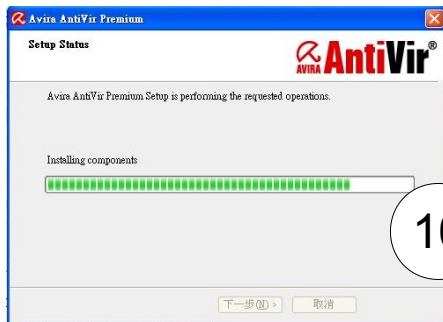 Avira AntiVir Premium
Setup Status
AVIRA AntiVir®
Avira AntiVir Premium Setup is performing the requested operations.
Installing components
下一步(N) > 取消